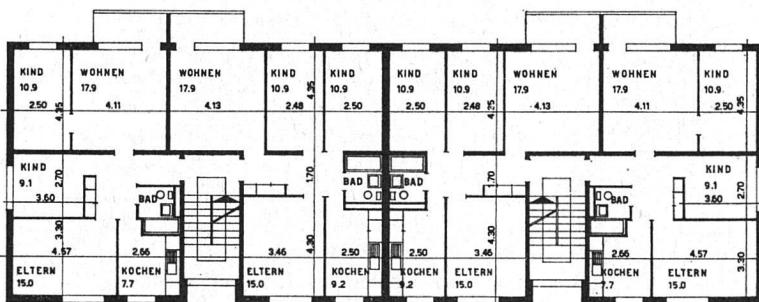 KIND WOHNEN WOHNEN KIND KIND KIND KIND WOHNEN WOHNEN KIND
10.9 17.9 17.9 10.9 10.9 10.9 10.9 17.9 17.9 10.9
2.50 4.11 4.13 2.48 2.50 2.50 2.48 4.13 4.11 2.50
4.35 4.35 4.25 4.35
KIND BAD BAD KIND
9.1 9.1
3.60 2.70 BAD 1.70 1.70 BAD 3.60 2.70
3.30 4.30 4.30 3.30
4.57 2.66 3.46 2.50 2.50 3.46 2.66 4.57
ELTERN KOCHEN ELTERN KOCHEN KOCHEN ELTERN KOCHEN ELTERN
15.0 7.7 15.0 9.2 9.2 15.0 7.7 15.0